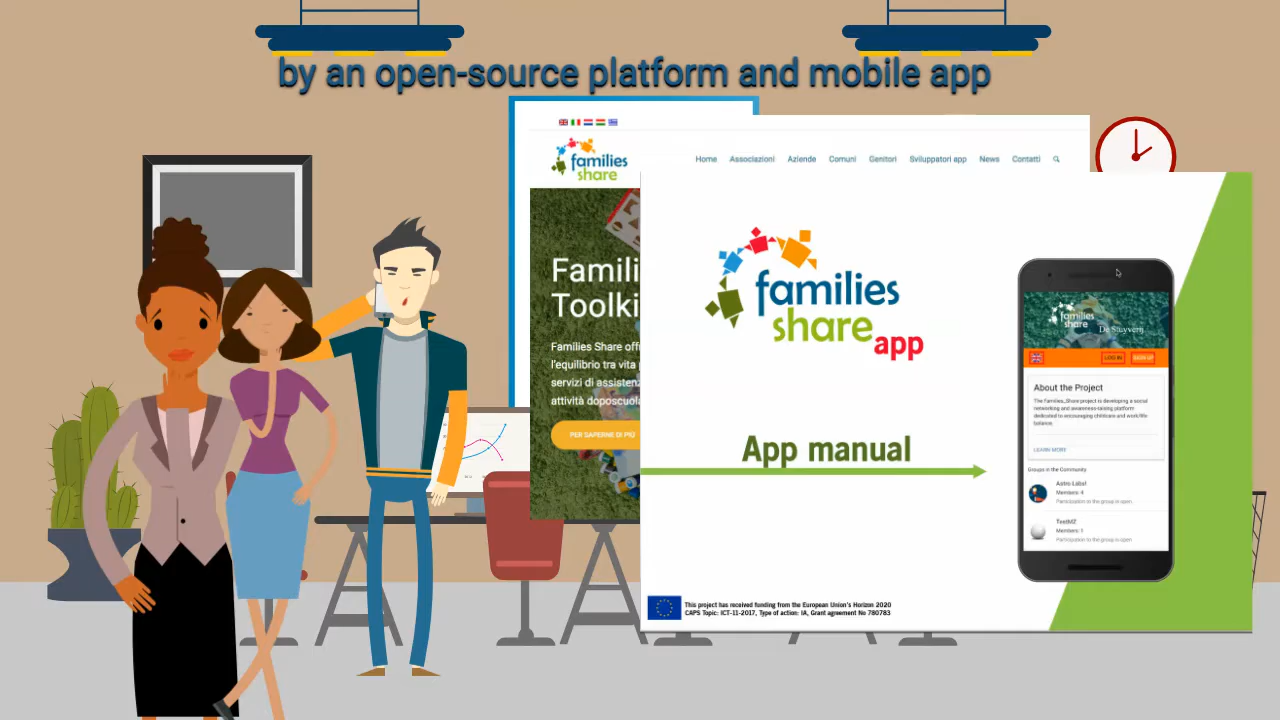 by an open-source platform and mobile app
families
share
Home Associazioni Aziende Comuni Genitori Sviluppatori app News Contatti
Famili
Toolki
Families Share offr
l'equilibrio tra vita
servizi di assistenz
attività doposcuola
PER SAPERNE DI PIÙ
families
share app
App manual
families
share
De Stuyverij
LOG IN SIGN UP
About the Project
The Families_Share project is developing a social
networking and awareness-raising platform
dedicated to encouraging childcare and work/life
balance.
LEARN MORE
Groups in the Community
Astro-Labs!
Members: 4
Participation in the group is open
TestMZ
Members: 1
Participation in the group is open
This project has received funding from the European Union's Horizon 2020
CAPS Topic: ICT-11-2017, Type of action: IA, Grant agreement No 780783